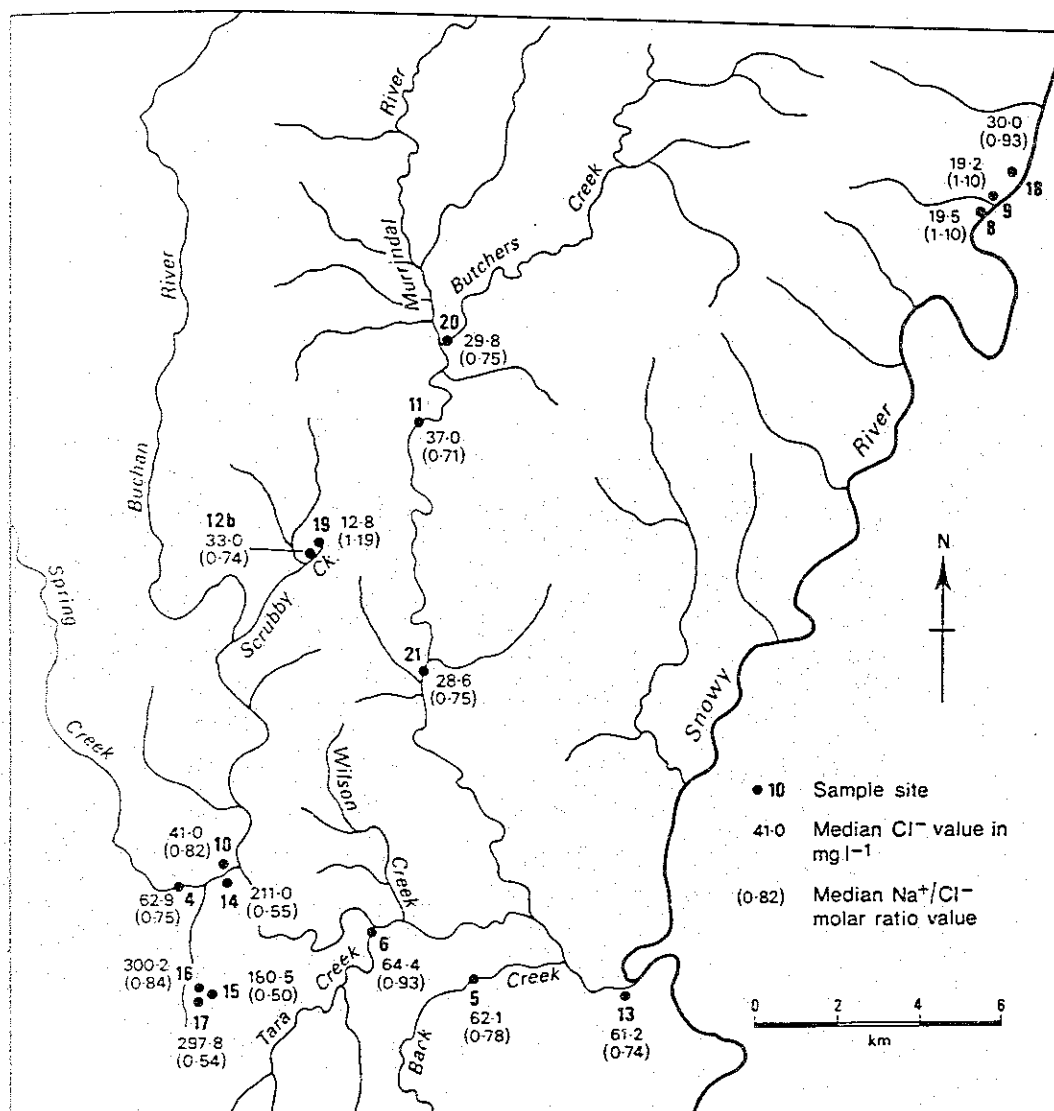 River
30·0
(0·93)
19·2
(1·10)
18
9
19·5
(1·10)
8
Creek
Murrindal
Butchers
River
20
29·8
(0·75)
11
37·0
(0·71)
River
Buchan
12b
33·0
(0·74)
19
12·8
(1·19)
Ck.
Scrubby
N
Spring
Creek
21
28·6
(0·75)
Snowy
Wilson
Creek
● 10 Sample site
41·0 Median Cl⁻ value in
mg l⁻¹
(0·82) Median Na⁺/Cl⁻
molar ratio value
41·0
(0·82)
10
4
62·9
(0·75)
14
211·0
(0·55)
6
64·4
(0·93)
Creek
Tara
300·2
(0·84)
16
15
180·5
(0·50)
17
297·8
(0·54)
5
62·1
(0·78)
Creek
Back
13
61·2
(0·74)
0 2 4 6
km